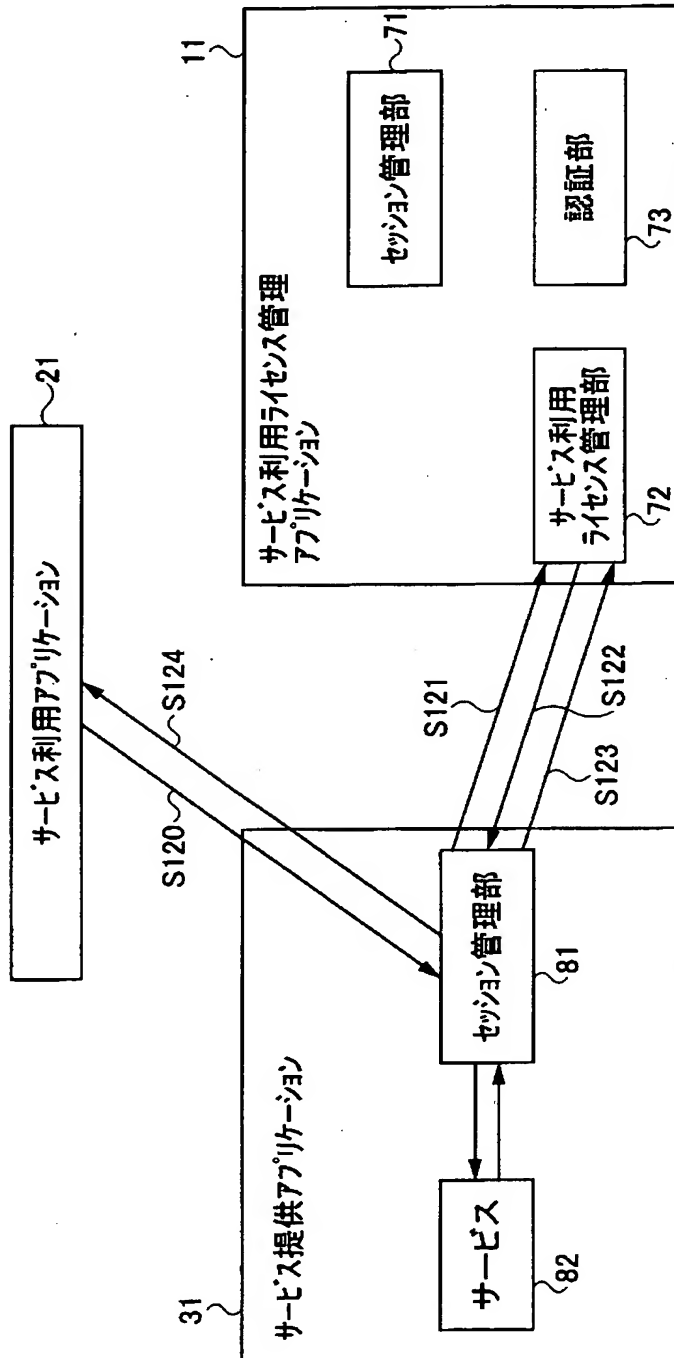 サービス利用アプリケーション
21
S120
S124
31
サービス提供アプリケーション
サービス
82
セッション管理部
81
S121
S122
S123
11
サービス利用ライセンス管理
アプリケーション
セッション管理部
71
サービス利用
ライセンス管理部
72
認証部
73